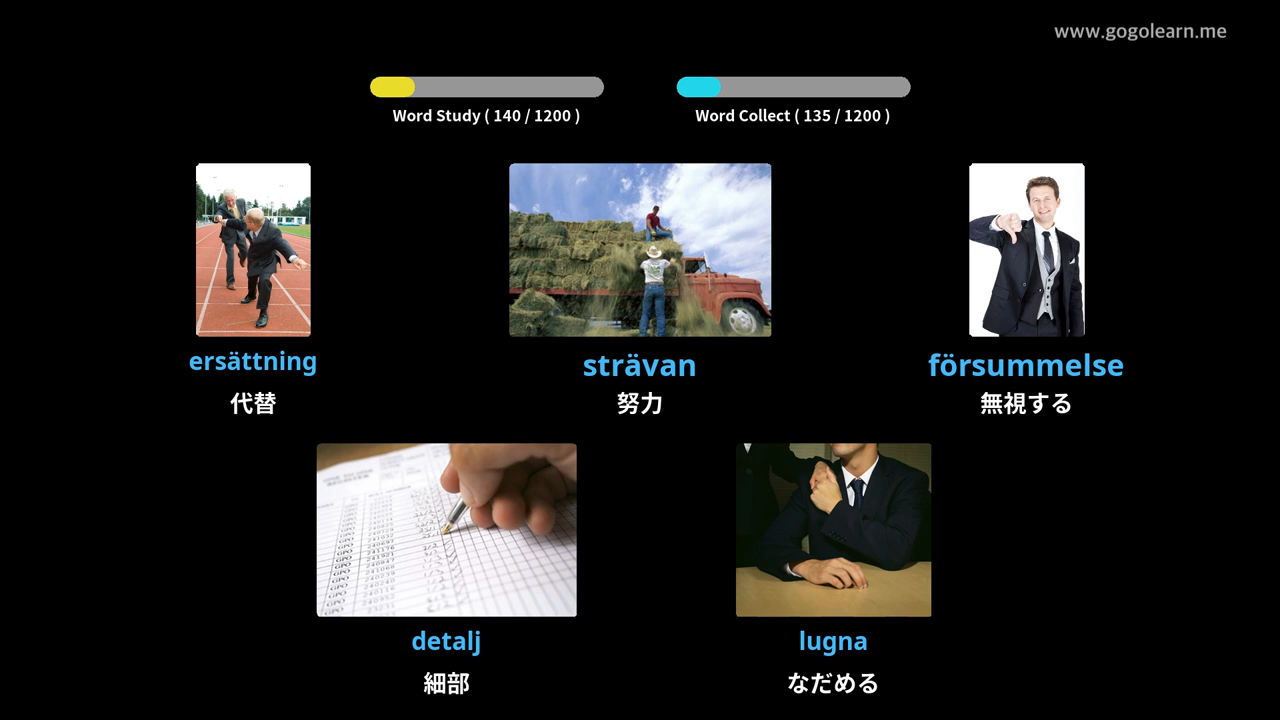 www.gogolearn.me
Word Study ( 140 / 1200 )
Word Collect ( 135 / 1200 )
ersättning
代替
strävan
努力
försummelse
無視する
detalj
細部
lugna
なだめる